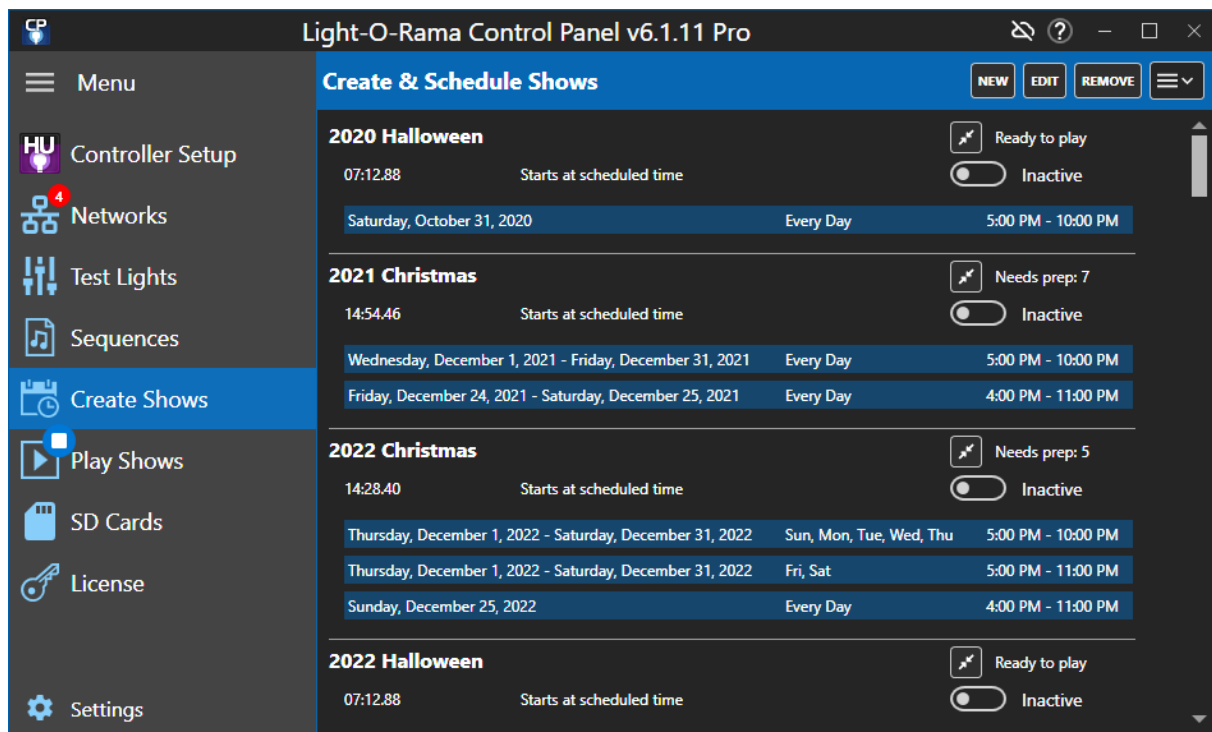 CP
Light-O-Rama Control Panel v6.1.11 Pro
?
Menu
Create & Schedule Shows
NEW
EDIT
REMOVE
HU
Controller Setup
4
Networks
Test Lights
Sequences
Create Shows
Play Shows
SD Cards
License
Settings
2020 Halloween
Ready to play
07:12.88 Starts at scheduled time Inactive
Saturday, October 31, 2020 Every Day 5:00 PM - 10:00 PM
2021 Christmas
Needs prep: 7
14:54.46 Starts at scheduled time Inactive
Wednesday, December 1, 2021 - Friday, December 31, 2021 Every Day 5:00 PM - 10:00 PM
Friday, December 24, 2021 - Saturday, December 25, 2021 Every Day 4:00 PM - 11:00 PM
2022 Christmas
Needs prep: 5
14:28.40 Starts at scheduled time Inactive
Thursday, December 1, 2022 - Saturday, December 31, 2022 Sun, Mon, Tue, Wed, Thu 5:00 PM - 10:00 PM
Thursday, December 1, 2022 - Saturday, December 31, 2022 Fri, Sat 5:00 PM - 11:00 PM
Sunday, December 25, 2022 Every Day 4:00 PM - 11:00 PM
2022 Halloween
Ready to play
07:12.88 Starts at scheduled time Inactive